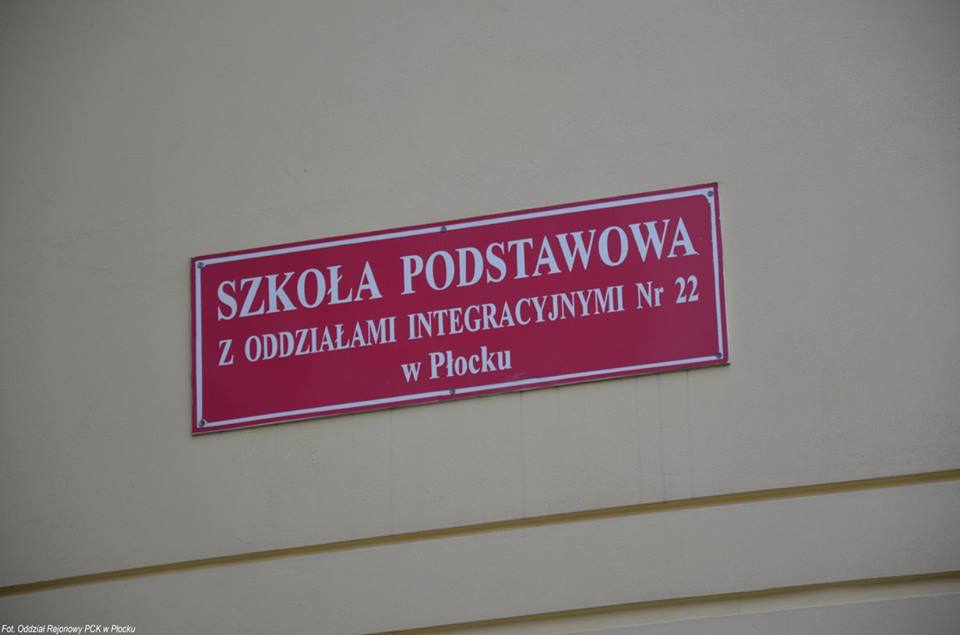 SZKOŁA PODSTAWOWA
Z ODDZIAŁAMI INTEGRACYJNYMI Nr 22
w Płocku
Fot. Oddział Rejonowy PCK w Płocku